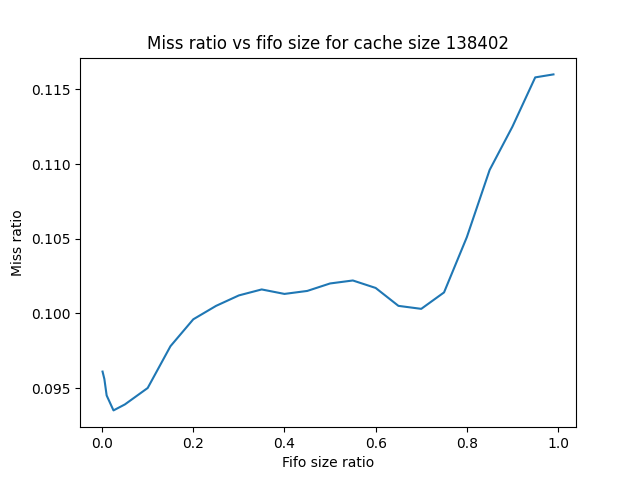 Miss ratio vs fifo size for cache size 138402
0.115
0.110
0.105
0.100
0.095
Miss ratio
0.0 0.2 0.4 0.6 0.8 1.0
Fifo size ratio